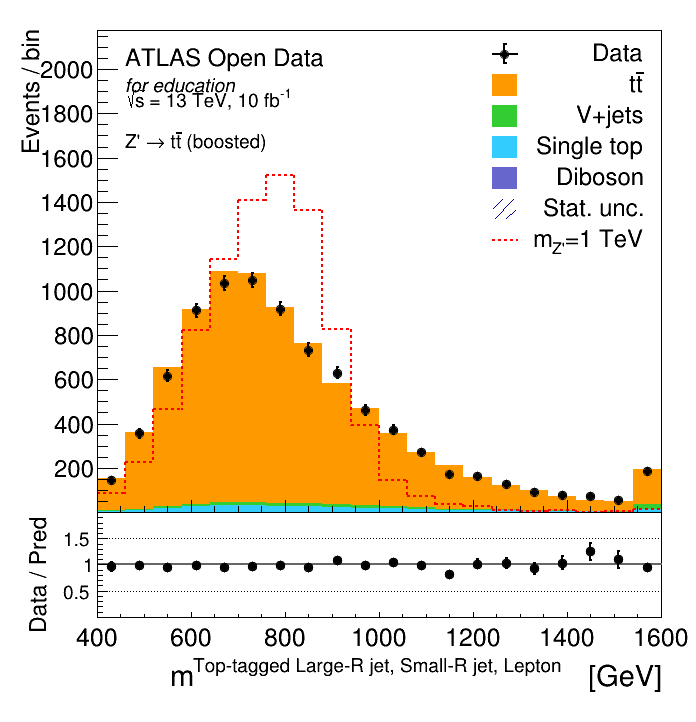 Events / bin
2000
1800
1600
1400
1200
1000
800
600
400
200
ATLAS Open Data
for education
√s = 13 TeV, 10 fb⁻¹
Z' → tt̄ (boosted)
Data
tt̄
V+jets
Single top
Diboson
Stat. unc.
m_Z'=1 TeV
Data / Pred
1.5
1
0.5
400 600 800 1000 1200 1400 1600
m^Top-tagged Large-R jet, Small-R jet, Lepton [GeV]